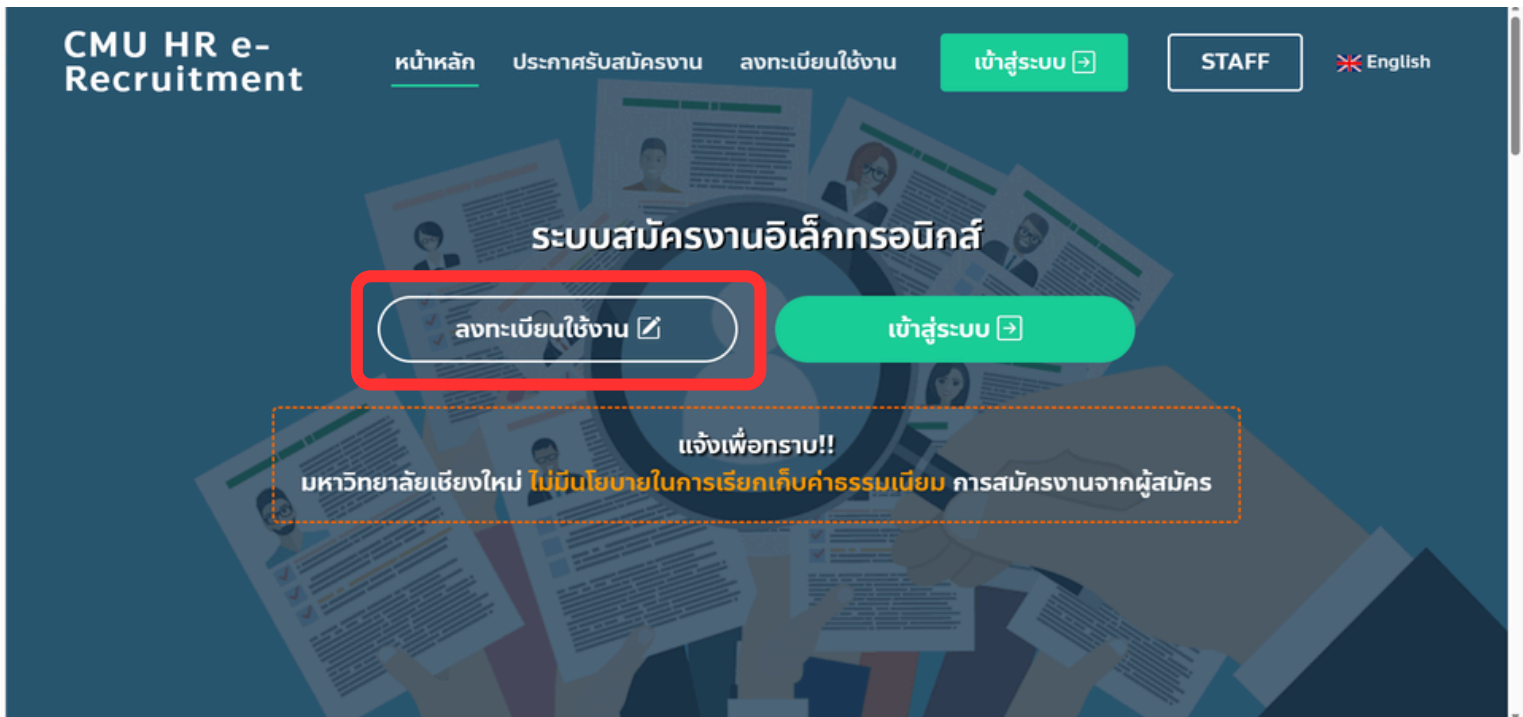 CMU HR e-
Recruitment
หน้าหลัก ประกาศรับสมัครงาน ลงทะเบียนใช้งาน เข้าสู่ระบบ STAFF English
ระบบสมัครงานอิเล็กทรอนิกส์
ลงทะเบียนใช้งาน เข้าสู่ระบบ
แจ้งเพื่อทราบ!!
มหาวิทยาลัยเชียงใหม่ ไม่มีนโยบายในการเรียกเก็บค่าธรรมเนียม การสมัครงานจากผู้สมัคร